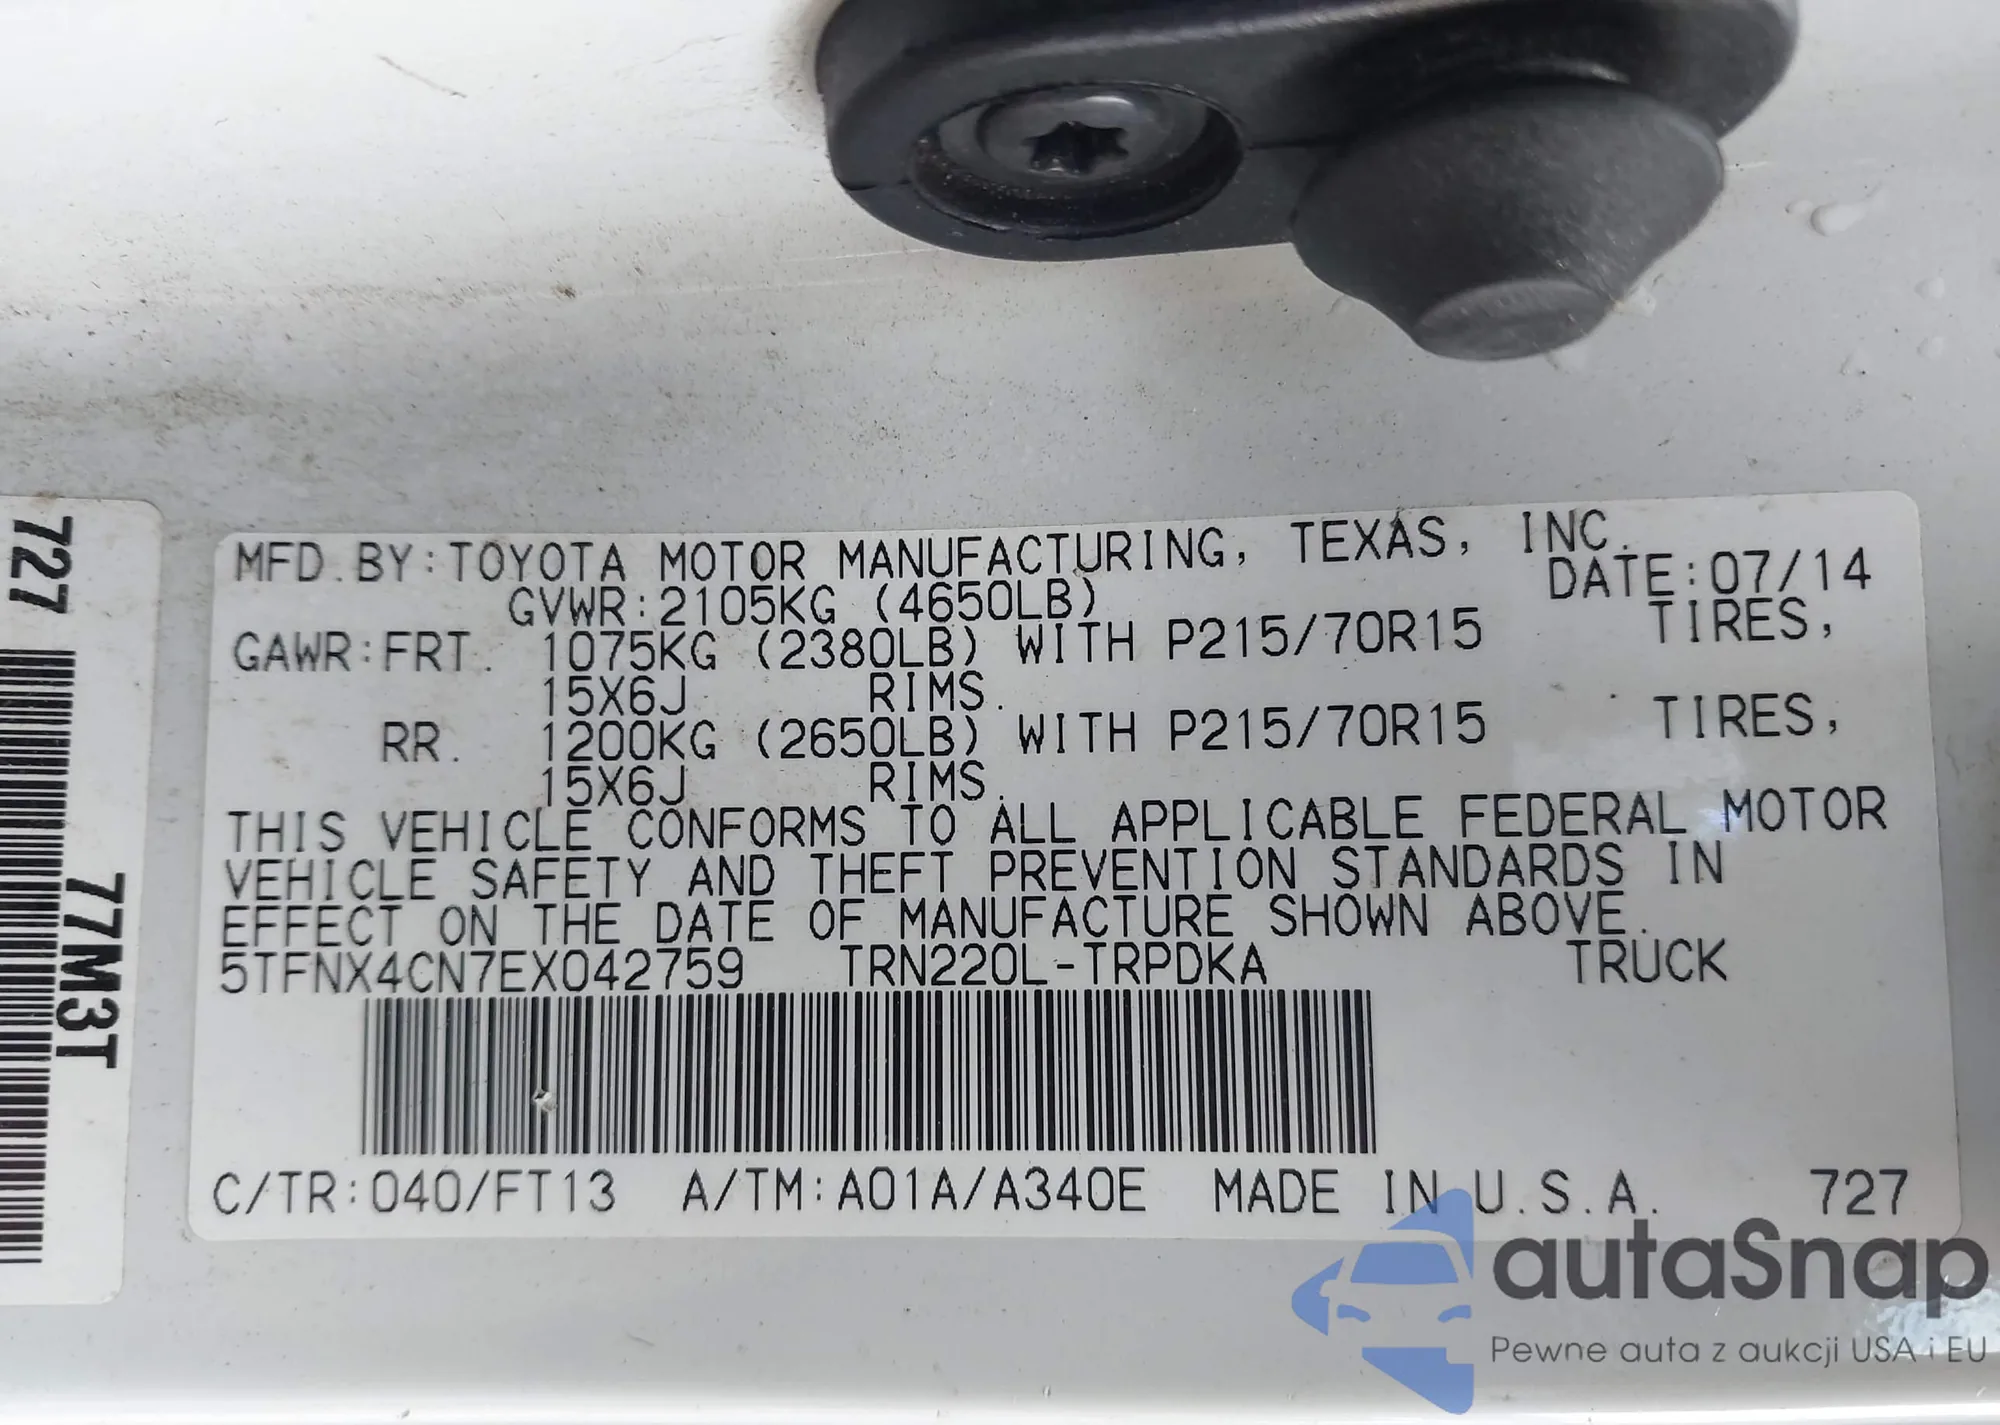 MFD.BY:TOYOTA MOTOR MANUFACTURING, TEXAS, INC.
GVWR:2105KG (4650LB) DATE:07/14
GAWR:FRT. 1075KG (2380LB) WITH P215/70R15 TIRES,
15X6J RIMS.
RR. 1200KG (2650LB) WITH P215/70R15 TIRES,
15X6J RIMS.
THIS VEHICLE CONFORMS TO ALL APPLICABLE FEDERAL MOTOR
VEHICLE SAFETY AND THEFT PREVENTION STANDARDS IN
EFFECT ON THE DATE OF MANUFACTURE SHOWN ABOVE.
5TFNX4CN7EX042759 TRN220L-TRPDKA TRUCK
C/TR:040/FT13 A/TM:A01A/A340E MADE IN U.S.A. 727
727
77M3T
autaSnap
Pewne auta z aukcji USA i EU